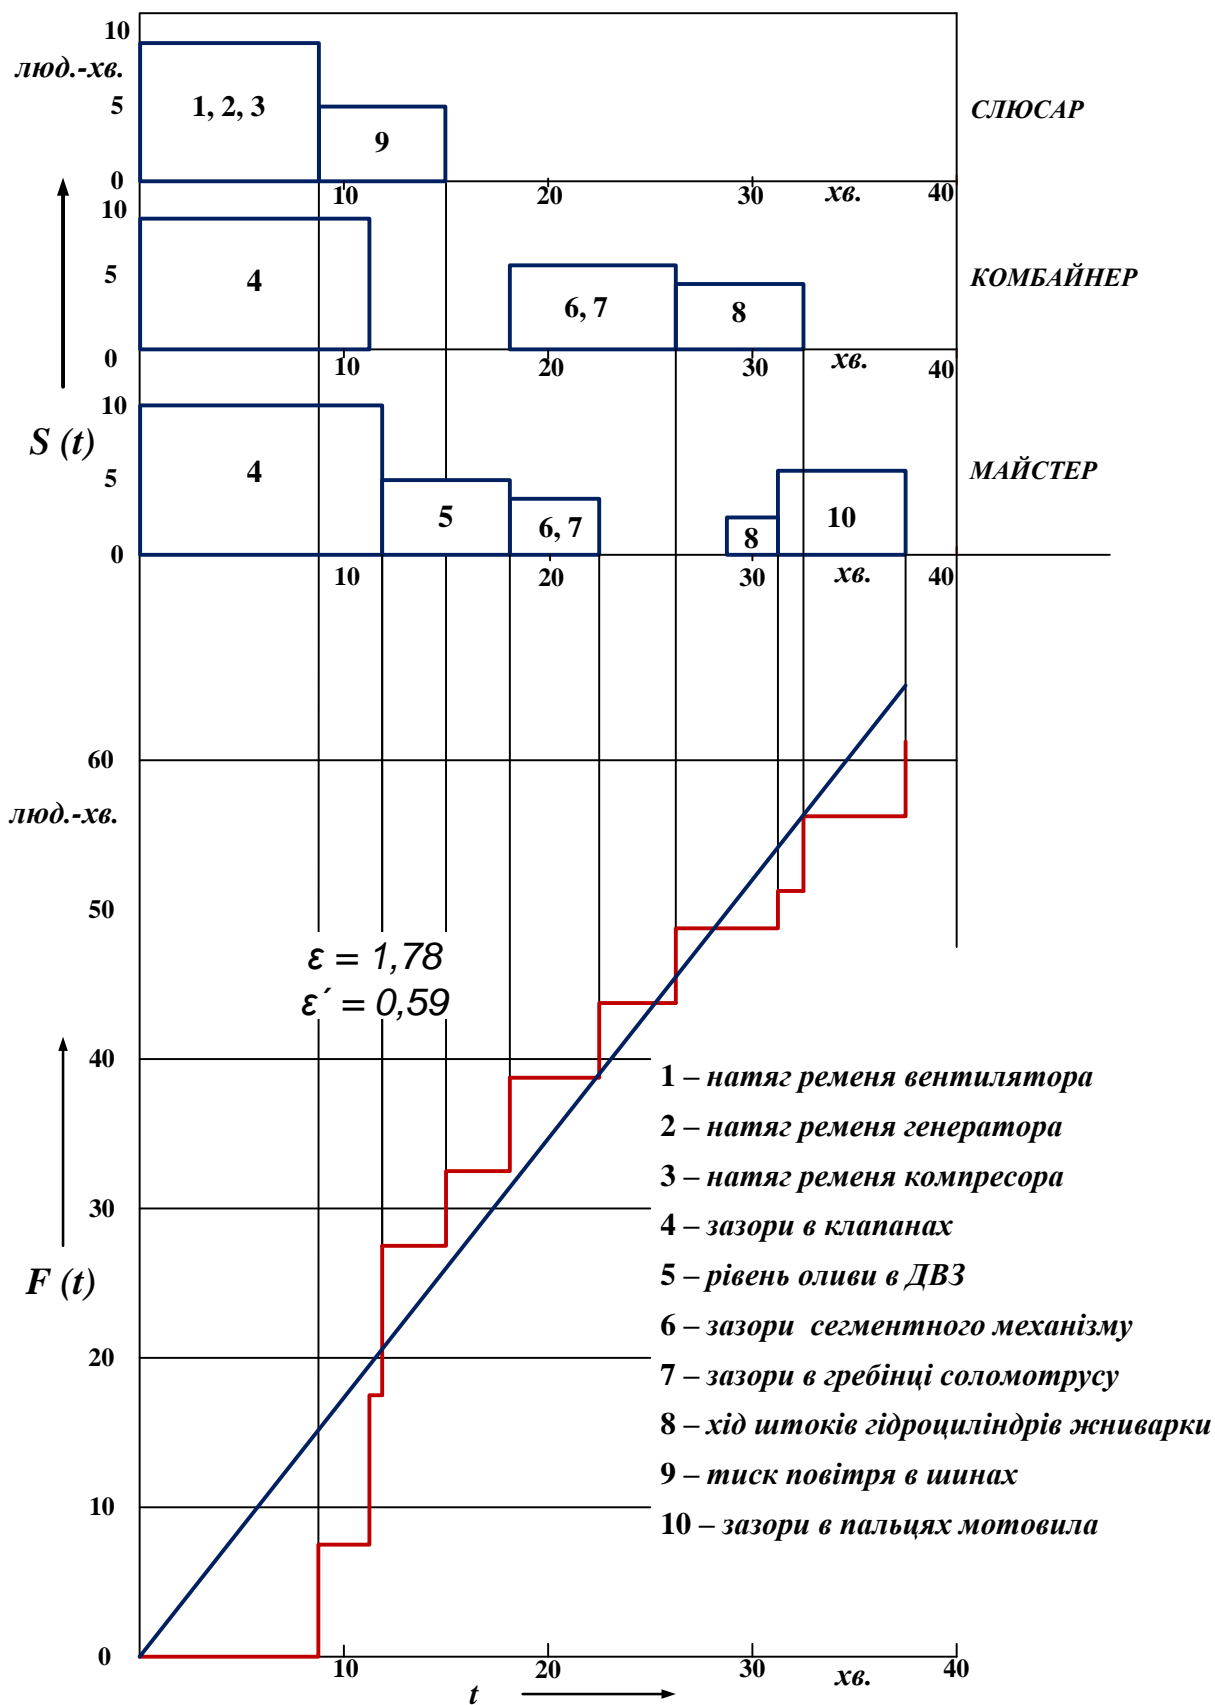 10
люд.-хв.
5
0
1, 2, 3
9
СЛЮСАР
10
20
30
хв.
40
10
5
0
4
6, 7
8
КОМБАЙНЕР
10
20
30
хв.
40
S (t)
10
5
0
4
5
6, 7
8
10
МАЙСТЕР
10
20
30
хв.
40
60
люд.-хв.
50
ε = 1,78
ε´ = 0,59
40
30
F (t)
20
10
0
1 – натяг ременя вентилятора
2 – натяг ременя генератора
3 – натяг ременя компресора
4 – зазори в клапанах
5 – рівень оливи в ДВЗ
6 – зазори сегментного механізму
7 – зазори в гребінці соломотрусу
8 – хід штоків гідроциліндрів жниварки
9 – тиск повітря в шинах
10 – зазори в пальцях мотовила
10
20
30
хв.
40
t